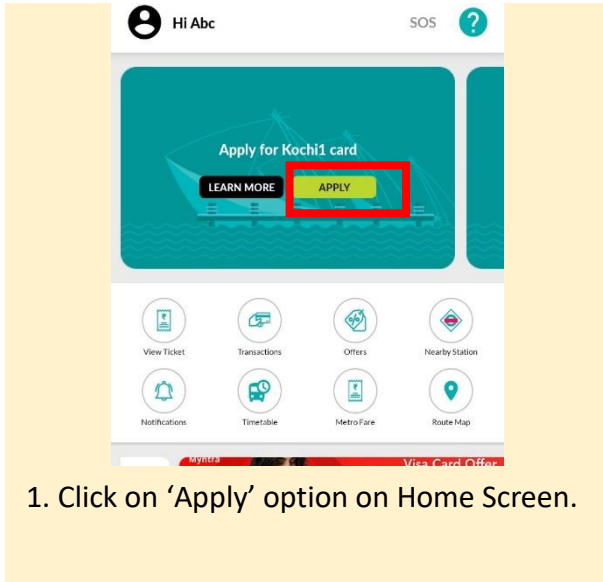 Hi Abc SOS ?
Apply for Kochi1 card
LEARN MORE APPLY
View Ticket Transactions Offers Nearby Station
Notifications Timetable Metro Fare Route Map
Myntra Visa Card Offer
1. Click on ‘Apply’ option on Home Screen.